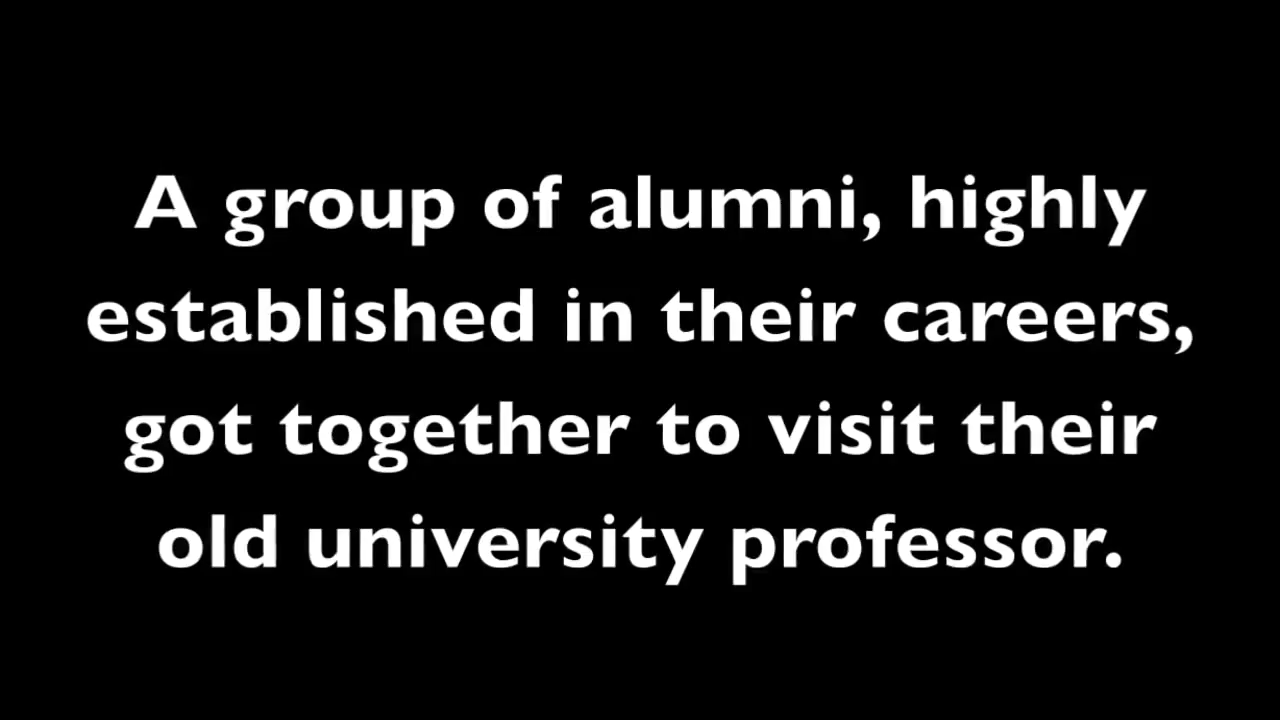 A group of alumni, highly
established in their careers,
got together to visit their
old university professor.